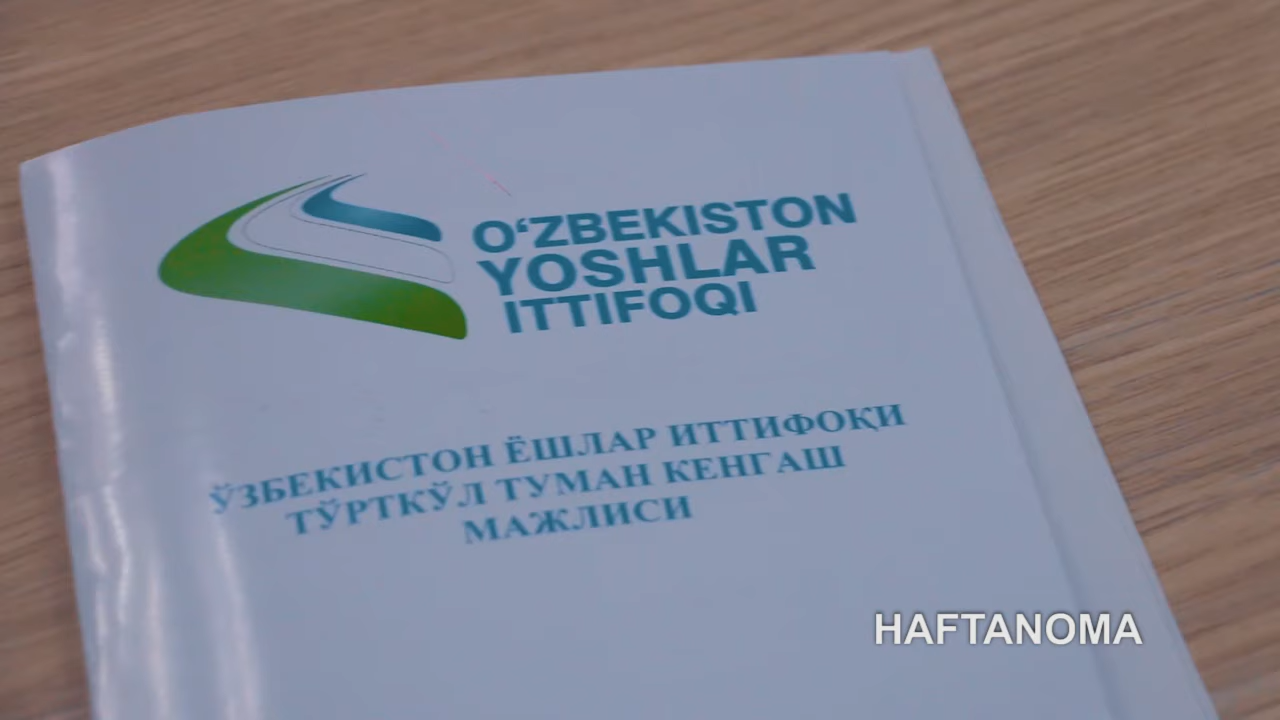 O‘ZBEKISTON
YOSHLAR
ITTIFOQI
ЎЗБЕКИСТОН ЁШЛАР ИТТИФОҚИ
ТЎРТКЎЛ ТУМАН КЕНГАШ
МАЖЛИСИ
HAFTANOMA